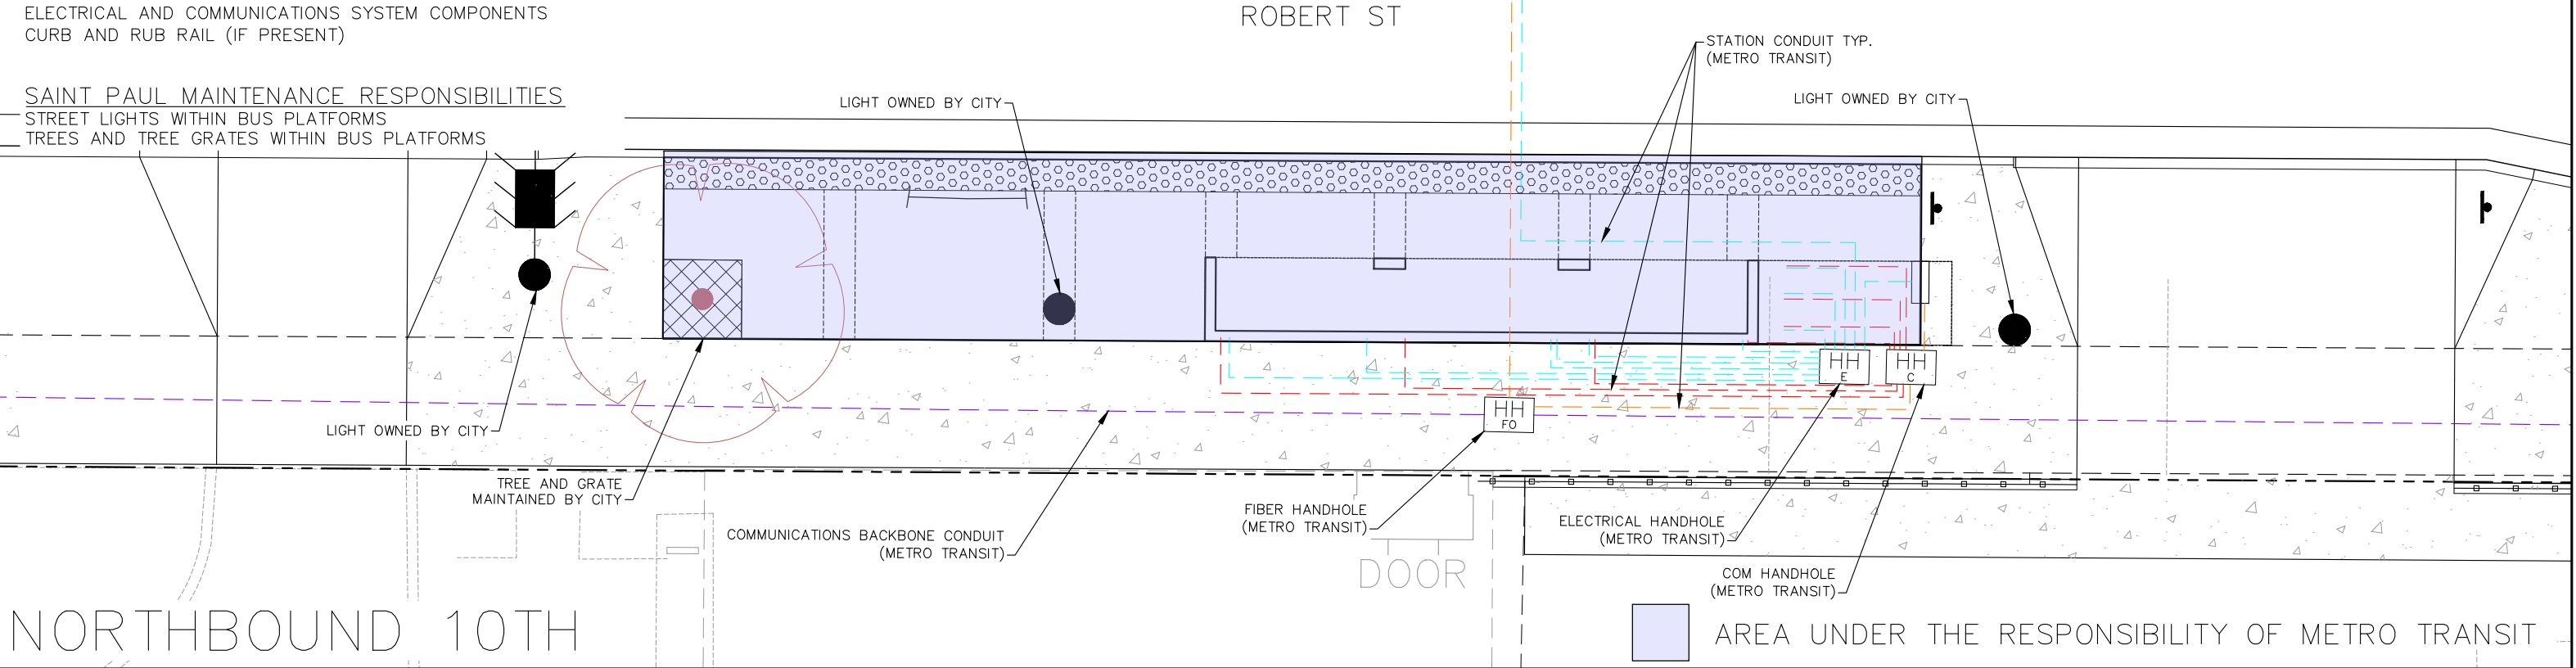 ELECTRICAL AND COMMUNICATIONS SYSTEM COMPONENTS
CURB AND RUB RAIL (IF PRESENT)
ROBERT ST
STATION CONDUIT TYP.
(METRO TRANSIT)
SAINT PAUL MAINTENANCE RESPONSIBILITIES
STREET LIGHTS WITHIN BUS PLATFORMS
TREES AND TREE GRATES WITHIN BUS PLATFORMS
LIGHT OWNED BY CITY
LIGHT OWNED BY CITY
HH
E
HH
C
HH
FO
LIGHT OWNED BY CITY
TREE AND GRATE
MAINTAINED BY CITY
COMMUNICATIONS BACKBONE CONDUIT
(METRO TRANSIT)
FIBER HANDHOLE
(METRO TRANSIT)
ELECTRICAL HANDHOLE
(METRO TRANSIT)
DOOR
COM HANDHOLE
(METRO TRANSIT)
NORTHBOUND 10TH
AREA UNDER THE RESPONSIBILITY OF METRO TRANSIT